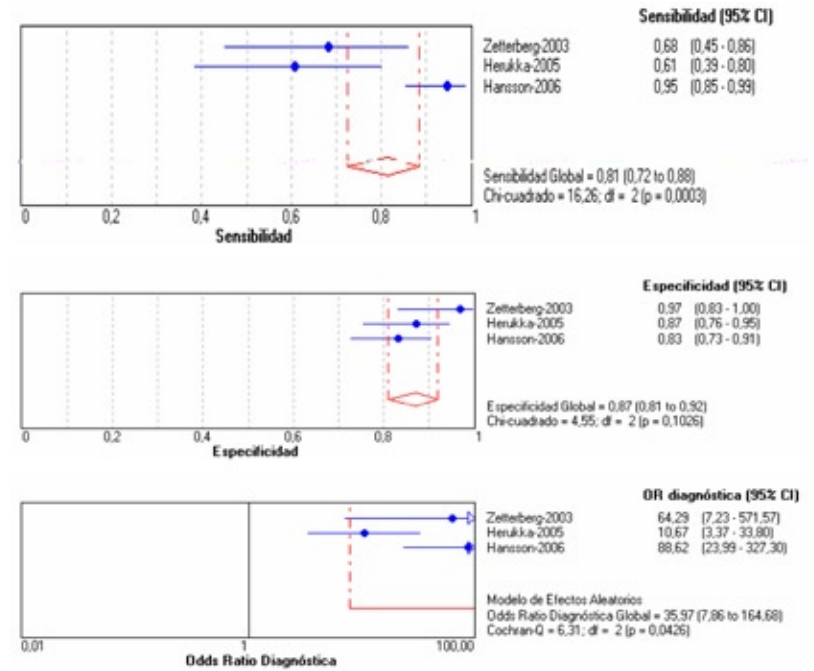 Sensibilidad (95% CI)
Zetterberg-2003 0,68 (0,45 - 0,86)
Herukka-2005 0,61 (0,39 - 0,80)
Hansson-2006 0,95 (0,85 - 0,99)
Sensibilidad Global = 0,81 (0,72 to 0,88)
Chi-cuadrado = 16,26; df = 2 (p = 0,0003)
0 0,2 0,4 0,6 0,8 1
Sensibilidad
Especificidad (95% CI)
Zetterberg-2003 0,97 (0,83 - 1,00)
Herukka-2005 0,87 (0,76 - 0,95)
Hansson-2006 0,83 (0,73 - 0,91)
Especificidad Global = 0,87 (0,81 to 0,92)
Chi-cuadrado = 4,55; df = 2 (p = 0,1026)
0 0,2 0,4 0,6 0,8 1
Especificidad
OR diagnóstica (95% CI)
Zetterberg-2003 64,29 (7,23 - 571,57)
Herukka-2005 10,67 (3,37 - 33,80)
Hansson-2006 88,62 (23,99 - 327,30)
Modelo de Efectos Aleatorios
Odds Ratio Diagnóstica Global = 35,97 (7,86 to 164,68)
Cochran-Q = 6,31; df = 2 (p = 0,0426)
0,01 1 100,00
Odds Ratio Diagnóstica